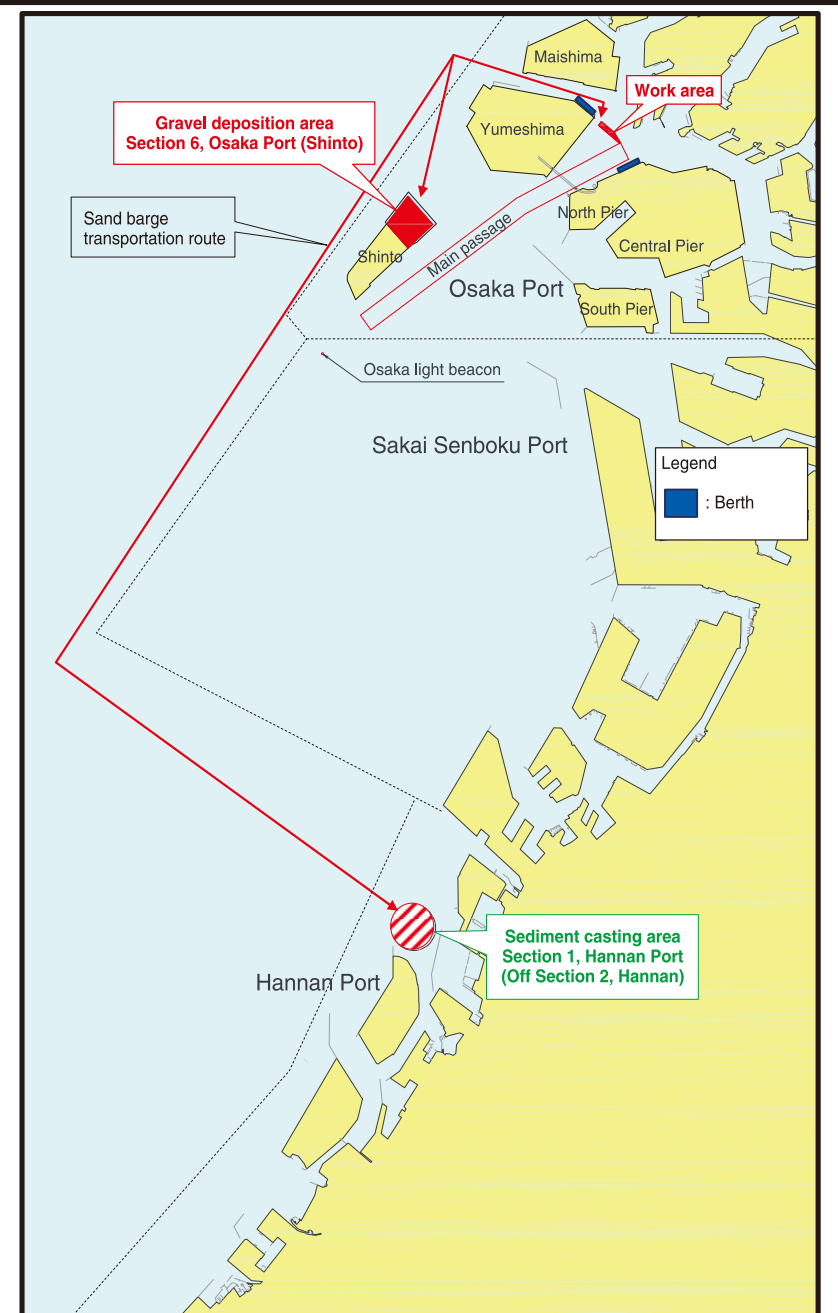 Maishima
Work area
Gravel deposition area
Section 6, Osaka Port (Shinto)
Yumeshima
Sand barge
transportation route
North Pier
Main passage
Central Pier
Shinto
Osaka Port
South Pier
Osaka light beacon
Sakai Senboku Port
Legend
: Berth
Sediment casting area
Section 1, Hannan Port
(Off Section 2, Hannan)
Hannan Port